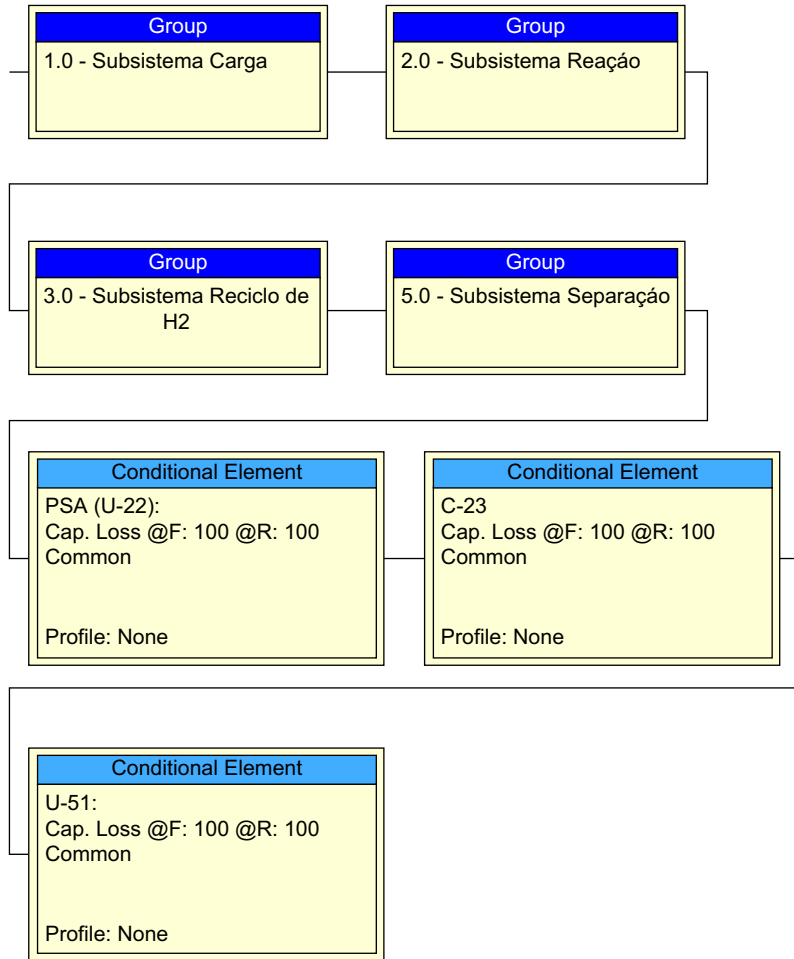 Group
1.0 - Subsistema Carga
Group
2.0 - Subsistema Reaçáo
Group
3.0 - Subsistema Reciclo de
H2
Group
5.0 - Subsistema Separaçáo
Conditional Element
PSA (U-22):
Cap. Loss @F: 100 @R: 100
Common
Profile: None
Conditional Element
C-23
Cap. Loss @F: 100 @R: 100
Common
Profile: None
Conditional Element
U-51:
Cap. Loss @F: 100 @R: 100
Common
Profile: None